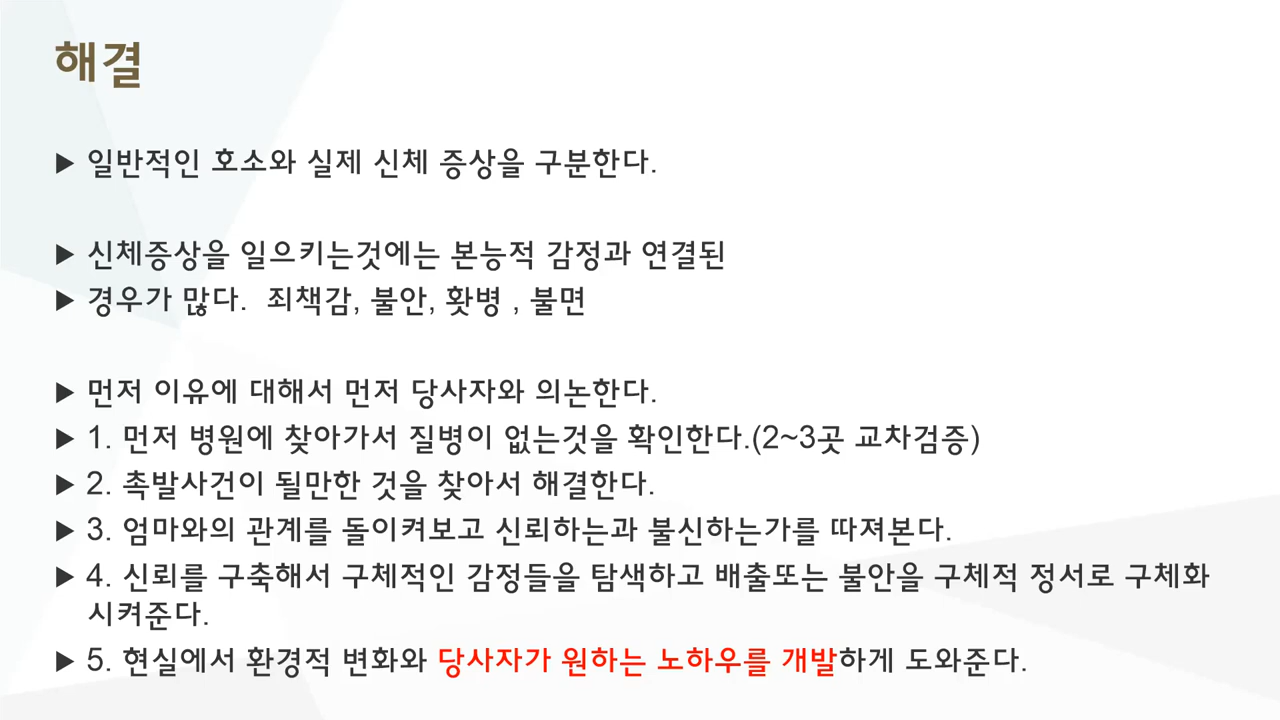 해결
▶ 일반적인 호소와 실제 신체 증상을 구분한다.
▶ 신체증상을 일으키는것에는 본능적 감정과 연결된
▶ 경우가 많다. 죄책감, 불안, 홧병 , 불면
▶ 먼저 이유에 대해서 먼저 당사자와 의논한다.
▶ 1. 먼저 병원에 찾아가서 질병이 없는것을 확인한다.(2~3곳 교차검증)
▶ 2. 촉발사건이 될만한 것을 찾아서 해결한다.
▶ 3. 엄마와의 관계를 돌이켜보고 신뢰하는과 불신하는가를 따져본다.
▶ 4. 신뢰를 구축해서 구체적인 감정들을 탐색하고 배출또는 불안을 구체적 정서로 구체화
시켜준다.
▶ 5. 현실에서 환경적 변화와 당사자가 원하는 노하우를 개발하게 도와준다.